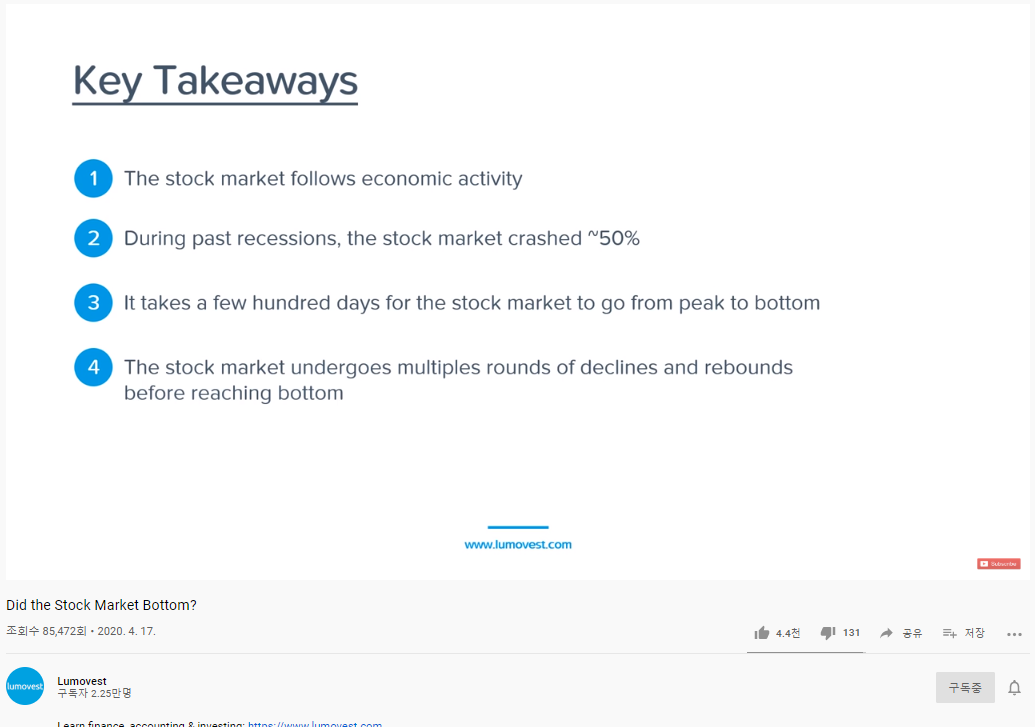 Key Takeaways
1 The stock market follows economic activity
2 During past recessions, the stock market crashed ~50%
3 It takes a few hundred days for the stock market to go from peak to bottom
4 The stock market undergoes multiples rounds of declines and rebounds
before reaching bottom
www.lumovest.com
Subscribe
Did the Stock Market Bottom?
조회수 85,472회 • 2020. 4. 17.
4.4천 131 공유 저장
lumovest
Lumovest
구독자 2.25만명
구독중
Learn finance, accounting & investing: https://www.lumovest.com